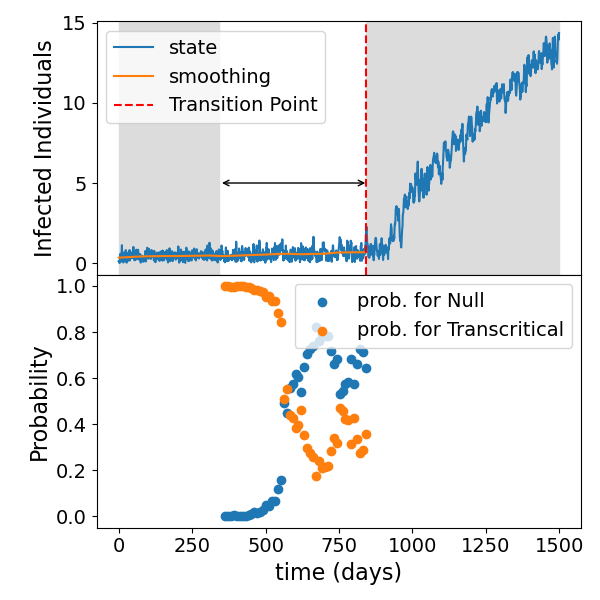 15
10
5
0
Infected Individuals
state
smoothing
Transition Point
1.0
0.8
0.6
0.4
0.2
0.0
Probability
prob. for Null
prob. for Transcritical
0 250 500 750 1000 1250 1500
time (days)